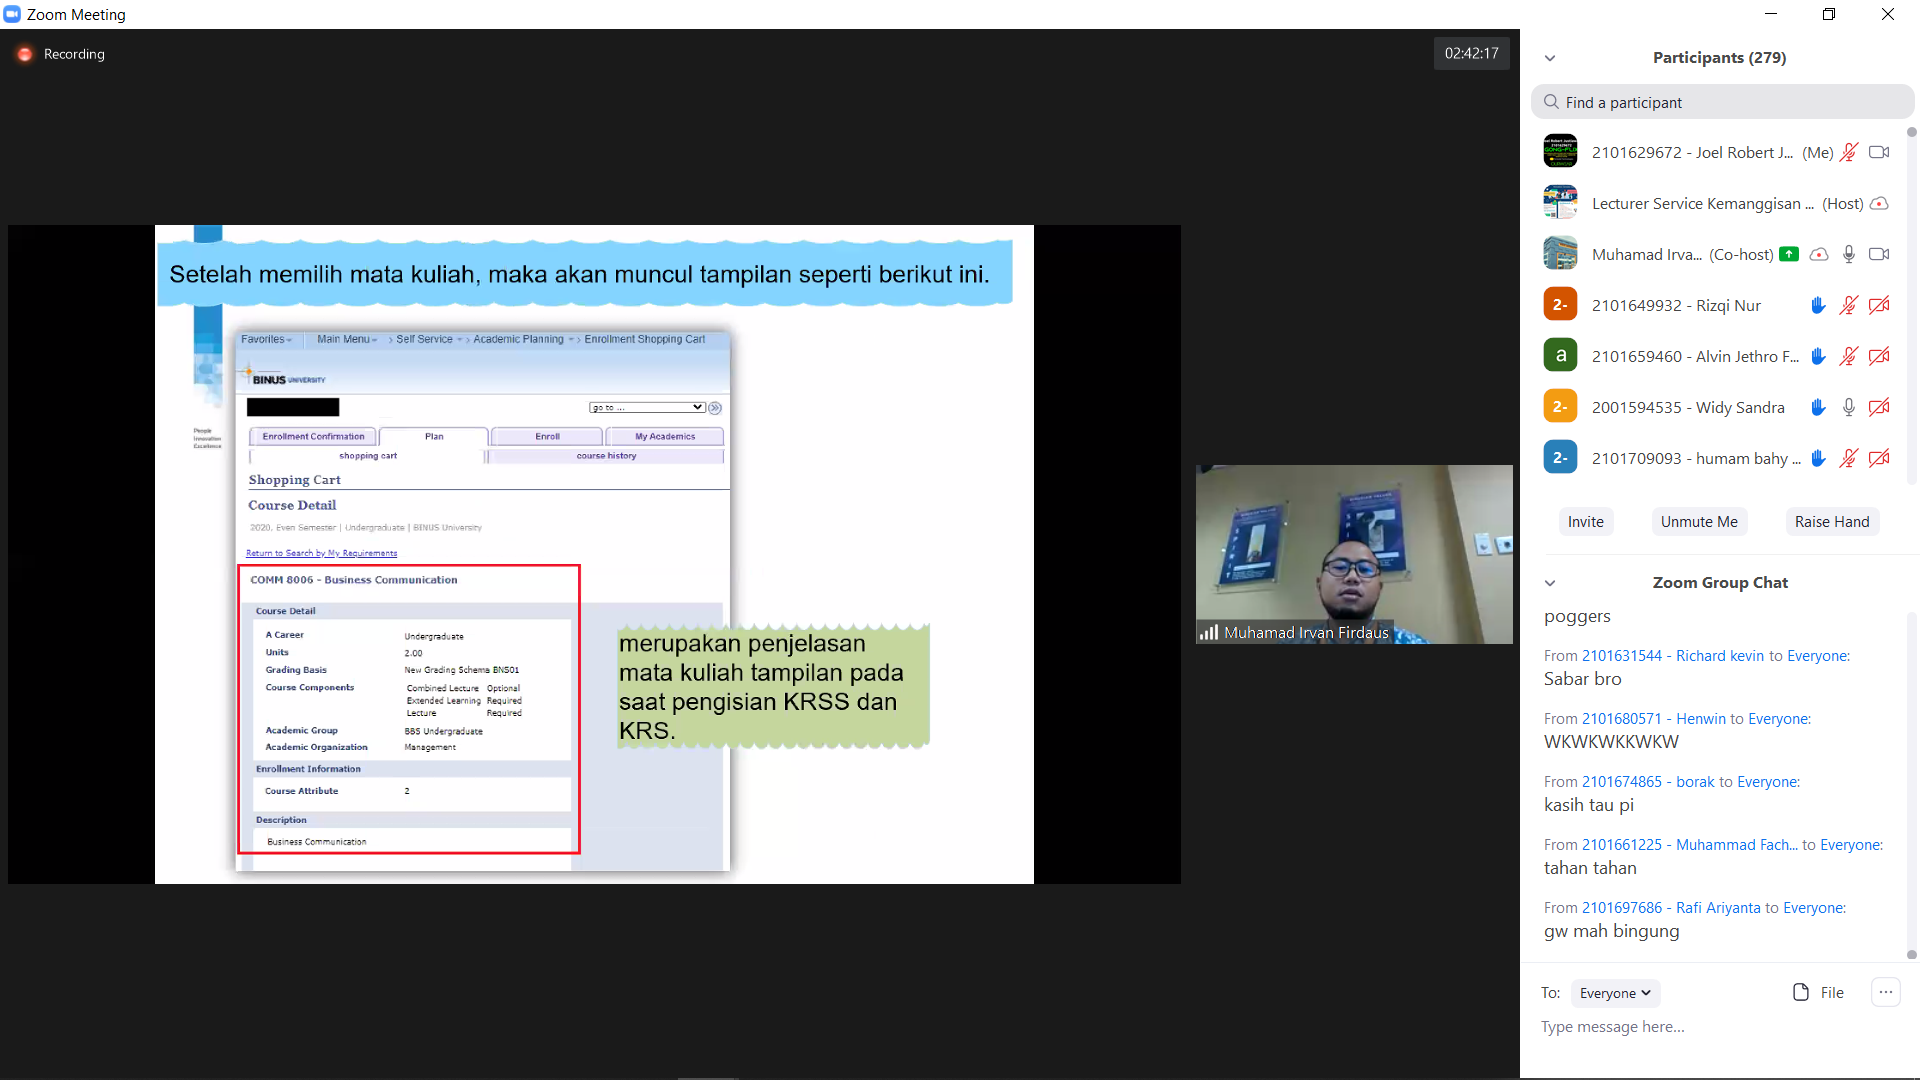 Zoom Meeting
Recording
02:42:17
Setelah memilih mata kuliah, maka akan muncul tampilan seperti berikut ini.
People
Innovation
Excellence
Favorites Main Menu > Self Service > Academic Planning > Enrollment Shopping Cart
BINUS UNIVERSITY
go to ...
Enrollment Confirmation Plan Enroll My Academics
shopping cart course history
Shopping Cart
Course Detail
2020, Even Semester | Undergraduate | BINUS University
Return to Search by My Requirements
COMM 8006 - Business Communication
Course Detail
A Career Undergraduate
Units 2.00
Grading Basis New Grading Schema BNS01
Course Components Combined Lecture Optional
Extended Learning Required
Lecture Required
Academic Group BBS Undergraduate
Academic Organization Management
Enrollment Information
Course Attribute 2
Description
Business Communication
merupakan penjelasan
mata kuliah tampilan pada
saat pengisian KRSS dan
KRS.
Muhamad Irvan Firdaus
Participants (279)
Find a participant
2101629672 - Joel Robert J... (Me)
Lecturer Service Kemanggisan ... (Host)
Muhamad Irva... (Co-host)
2- 2101649932 - Rizqi Nur
a 2101659460 - Alvin Jethro F...
2- 2001594535 - Widy Sandra
2- 2101709093 - humam bahy ...
Invite Unmute Me Raise Hand
Zoom Group Chat
poggers
From 2101631544 - Richard kevin to Everyone:
Sabar bro
From 2101680571 - Henwin to Everyone:
WKWKWKKWKW
From 2101674865 - borak to Everyone:
kasih tau pi
From 2101661225 - Muhammad Fach... to Everyone:
tahan tahan
From 2101697686 - Rafi Ariyanta to Everyone:
gw mah bingung
To: Everyone File ...
Type message here...